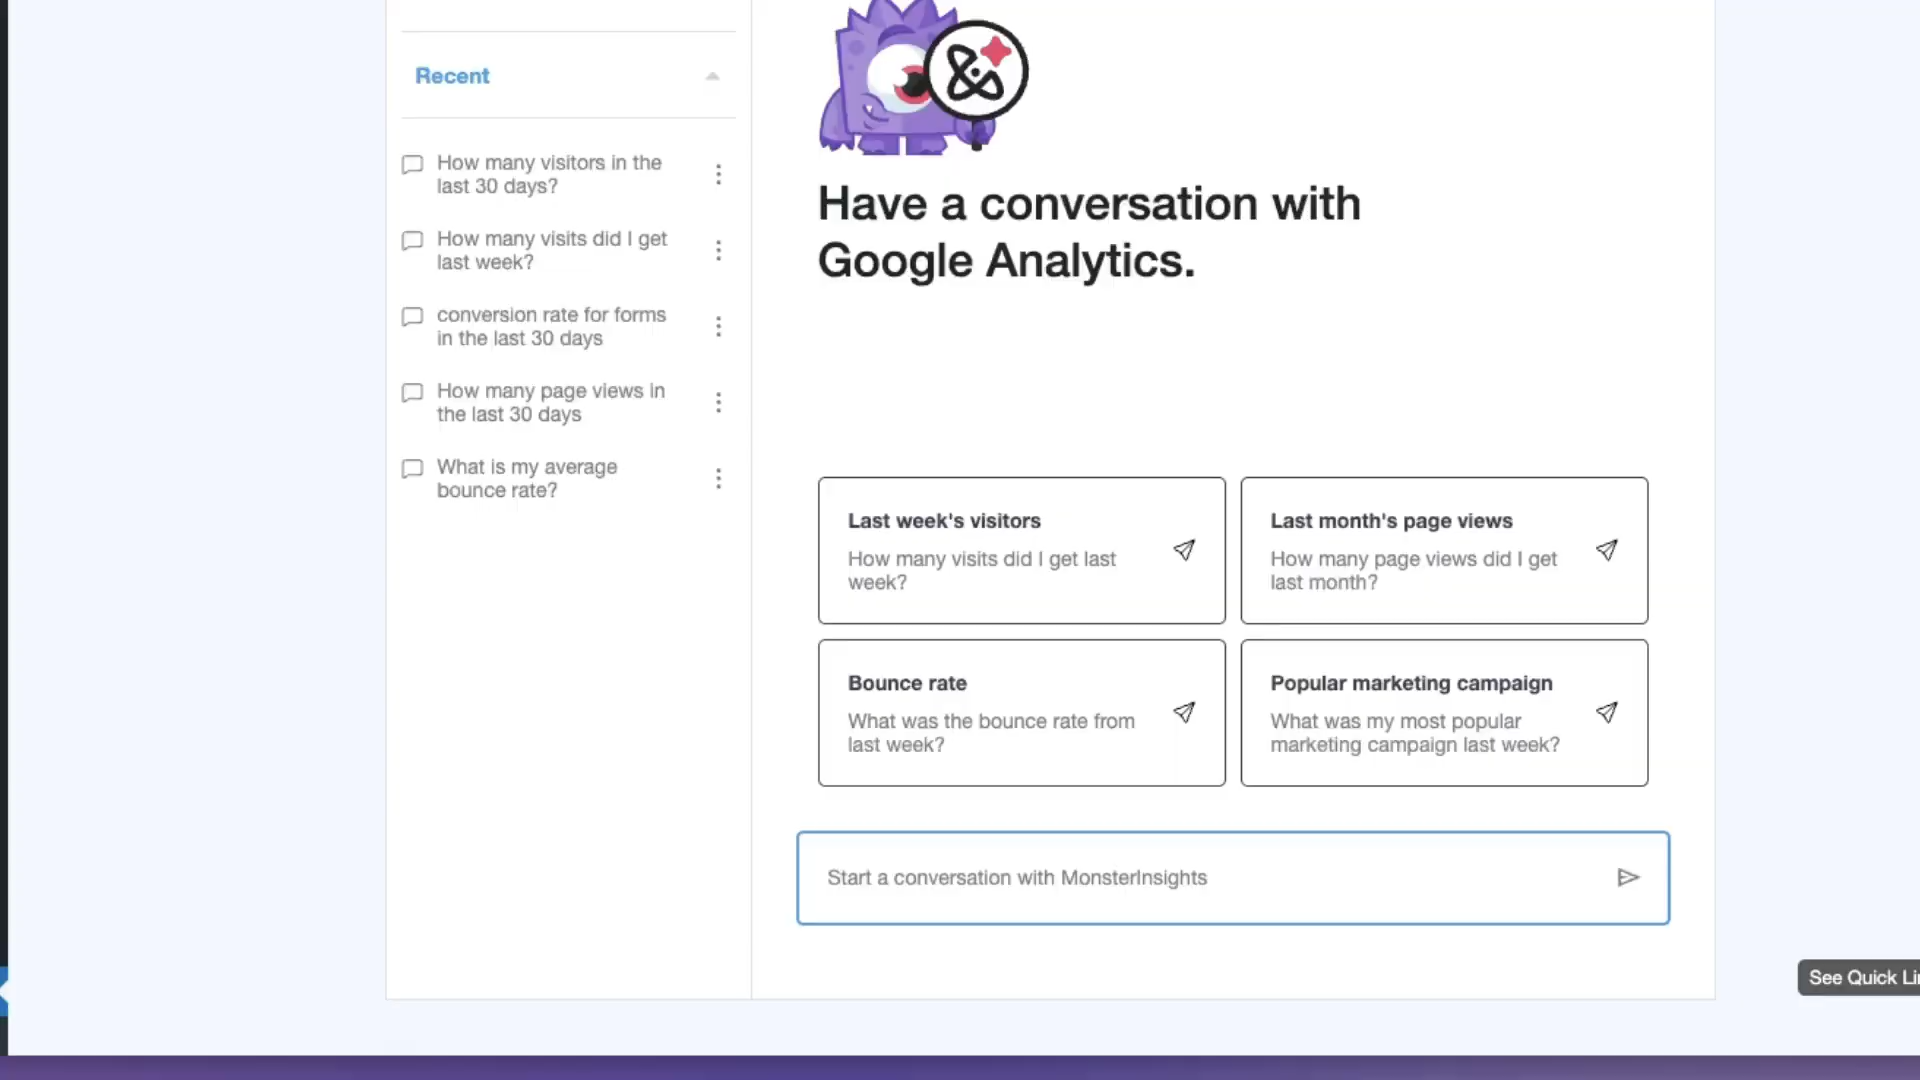 Recent
How many visitors in the
last 30 days?
How many visits did I get
last week?
conversion rate for forms
in the last 30 days
How many page views in
the last 30 days
What is my average
bounce rate?
Have a conversation with
Google Analytics.
Last week's visitors
How many visits did I get last
week?
Last month's page views
How many page views did I get
last month?
Bounce rate
What was the bounce rate from
last week?
Popular marketing campaign
What was my most popular
marketing campaign last week?
Start a conversation with MonsterInsights
See Quick